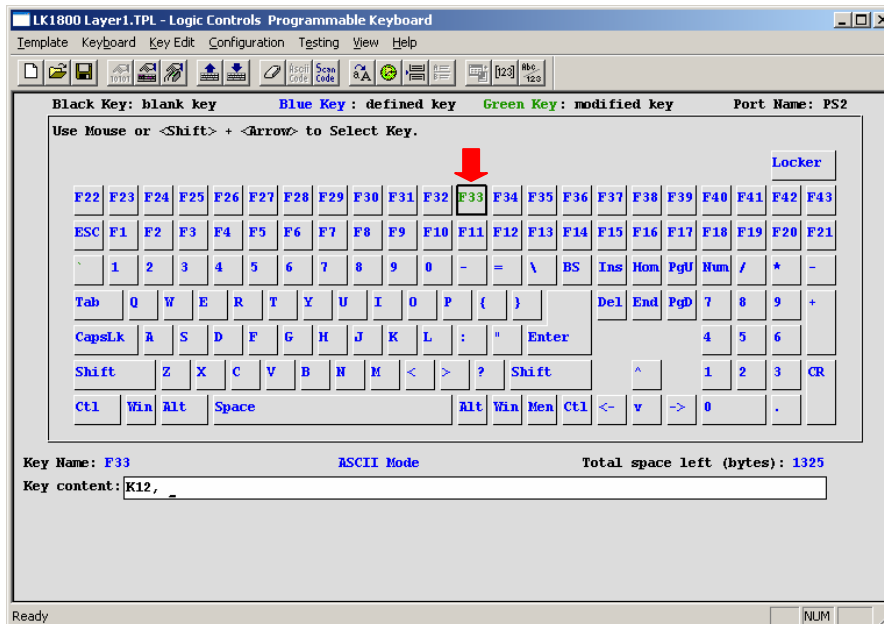 LK1800 Layer1.TPL - Logic Controls Programmable Keyboard
Template Keyboard Key Edit Configuration Testing View Help
10101 Ascii Code Scan Code A [123] Abc.. 123
Black Key: blank key Blue Key: defined key Green Key: modified key Port Name: PS2
Use Mouse or <Shift> + <Arrow> to Select Key.
Locker
F22 F23 F24 F25 F26 F27 F28 F29 F30 F31 F32 F33 F34 F35 F36 F37 F38 F39 F40 F41 F42 F43
ESC F1 F2 F3 F4 F5 F6 F7 F8 F9 F10 F11 F12 F13 F14 F15 F16 F17 F18 F19 F20 F21
` 1 2 3 4 5 6 7 8 9 0 - = \ BS Ins Hom PgU Num / * -
Tab Q W E R T Y U I O P { } Del End PgD 7 8 9 +
CapsLk A S D F G H J K L : " Enter 4 5 6
Shift Z X C V B N M < > ? Shift ^ 1 2 3 CR
Ctl Win Alt Space Alt Win Men Ctl <- v -> 0 .
Key Name: F33 ASCII Mode Total space left (bytes): 1325
Key content: K12, _
Ready NUM